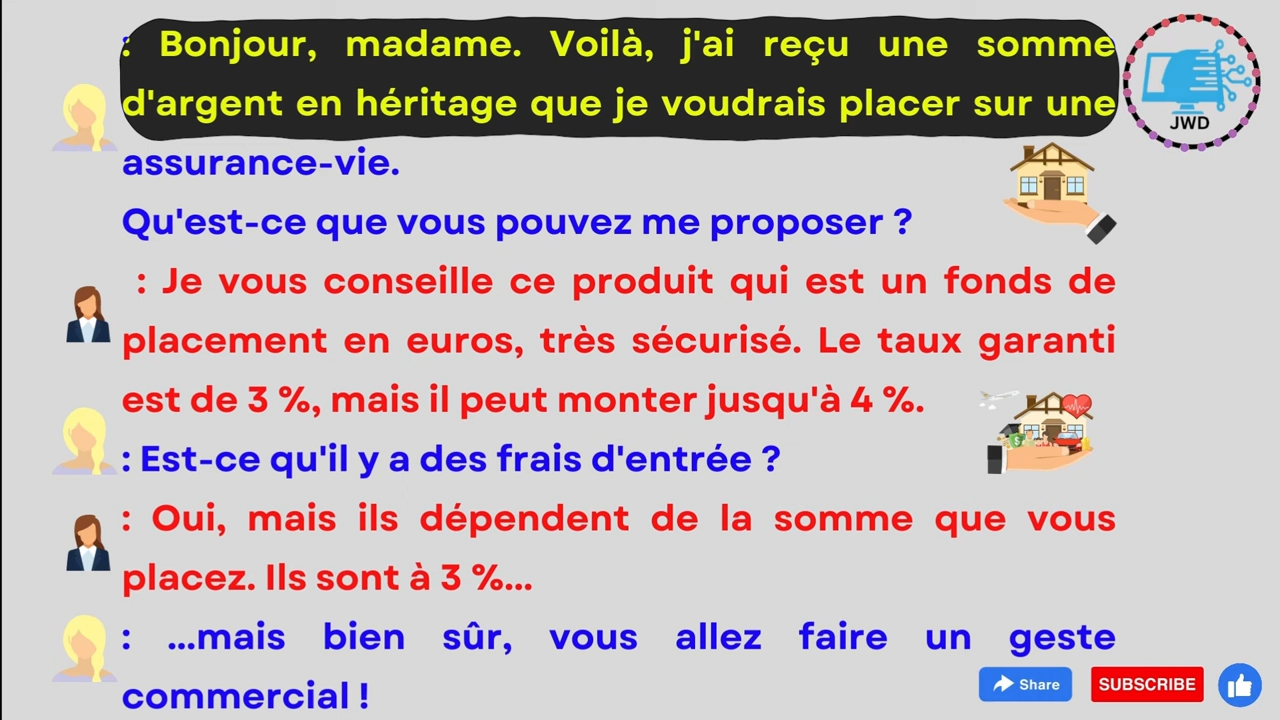 : Bonjour, madame. Voilà, j'ai reçu une somme
d'argent en héritage que je voudrais placer sur une
assurance-vie.
Qu'est-ce que vous pouvez me proposer ?
: Je vous conseille ce produit qui est un fonds de
placement en euros, très sécurisé. Le taux garanti
est de 3 %, mais il peut monter jusqu'à 4 %.
: Est-ce qu'il y a des frais d'entrée ?
: Oui, mais ils dépendent de la somme que vous
placez. Ils sont à 3 %...
: ...mais bien sûr, vous allez faire un geste
commercial !
JWD
Share
SUBSCRIBE